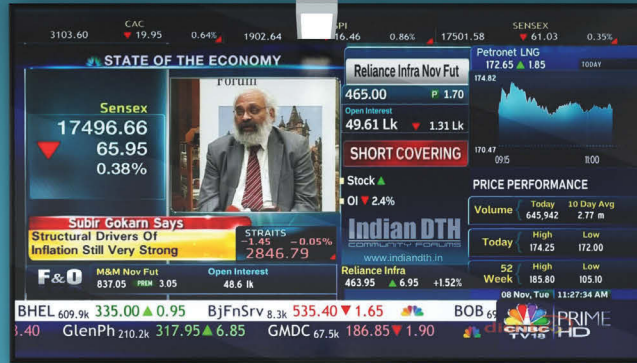 CAC
3103.60 ▼ 19.95 0.64% 1902.64
SPI
16.46 0.86% 17501.58
SENSEX
▼ 61.03 0.35%
STATE OF THE ECONOMY
Sensex
17496.66
▼ 65.95
0.38%
Forum
Subir Gokarn Says
Structural Drivers Of
Inflation Still Very Strong
STRAITS
-1.45 -0.05%
2846.79
Reliance Infra Nov Fut
465.00 P 1.70
Open Interest
49.61 Lk ▼ 1.31 Lk
SHORT COVERING
Stock ▲
OI ▼ 2.4%
Indian DTH
COMMUNITY FORUMS
www.indiandth.in
Petronet LNG
172.65 ▲ 1.85 TODAY
174.82
170.47
0915 1100
PRICE PERFORMANCE
Volume Today 645,942 10 Day Avg 2.77 m
Today High 174.25 Low 172.00
52 Week High 185.80 Low 105.10
F&O
M&M Nov Fut
837.05 PREM 3.05
Open Interest
48.6 lk
Reliance Infra
463.95 ▲ 6.95 +1.52%
08 Nov, Tue 11:27:34 AM
BHEL 609.9k 335.00 ▲ 0.95 BjFnSrv 8.3k 535.40 ▼ 1.65 BOB
3.40 GlenPh 210.2k 317.95 ▲ 6.85 GMDC 67.5k 186.85 ▼ 1.90
CNBC
TV18
PRIME
HD